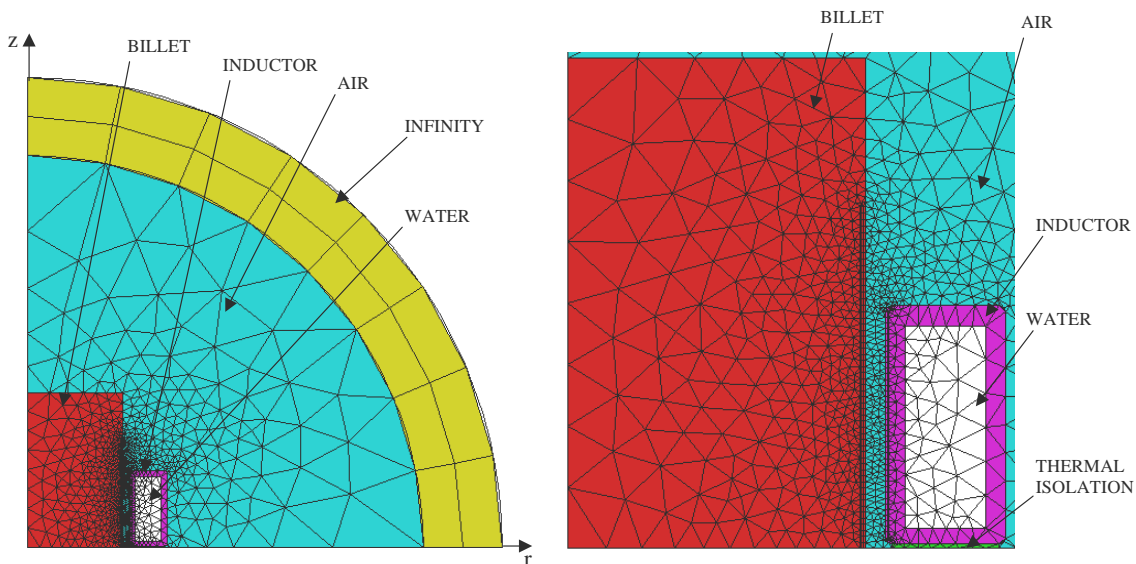 z
BILLET
INDUCTOR
AIR
INFINITY
WATER
r
BILLET
AIR
INDUCTOR
WATER
THERMAL
ISOLATION